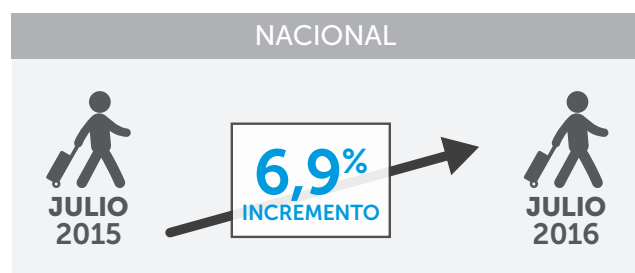 NACIONAL
JULIO
2015
6,9%
INCREMENTO
JULIO
2016